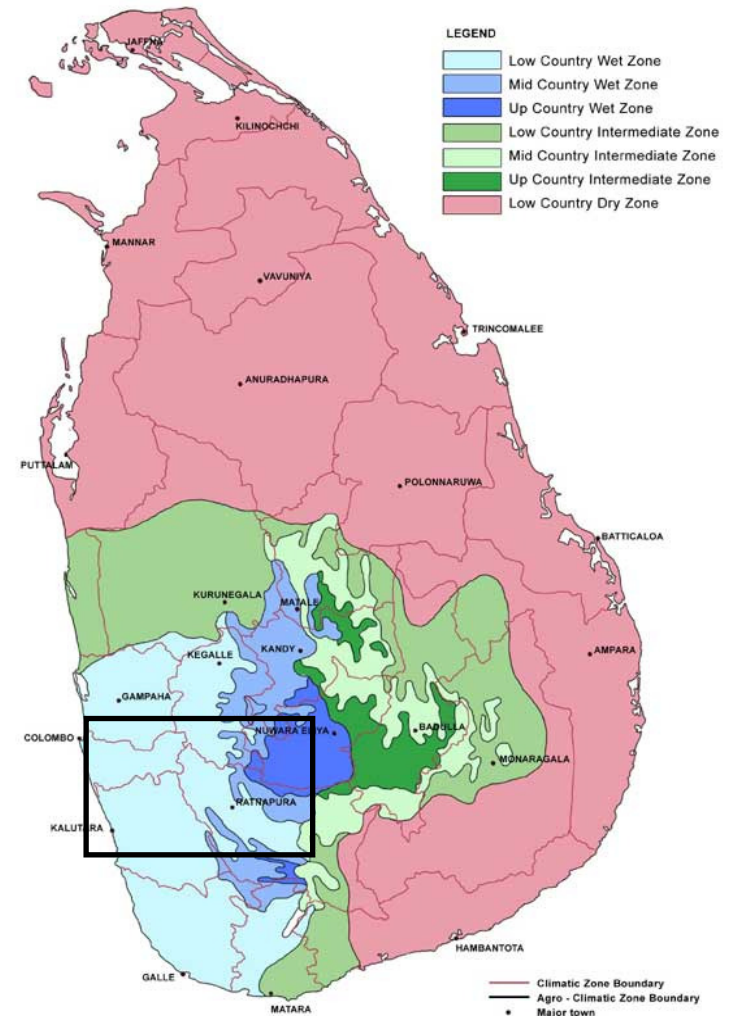 LEGEND
Low Country Wet Zone
Mid Country Wet Zone
Up Country Wet Zone
Low Country Intermediate Zone
Mid Country Intermediate Zone
Up Country Intermediate Zone
Low Country Dry Zone
JAFFNA
KILINOCHCHI
MANNAR
VAVUNIYA
TRINCOMALEE
ANURADHAPURA
PUTTALAM
POLONNARUWA
BATTICALOA
KURUNEGALA
MATALE
KEGALLE
KANDY
AMPARA
GAMPAHA
COLOMBO
NUWARA ELIYA
BADULLA
MONARAGALA
RATNAPURA
KALUTARA
HAMBANTOTA
GALLE
MATARA
Climatic Zone Boundary
Agro - Climatic Zone Boundary
Major town